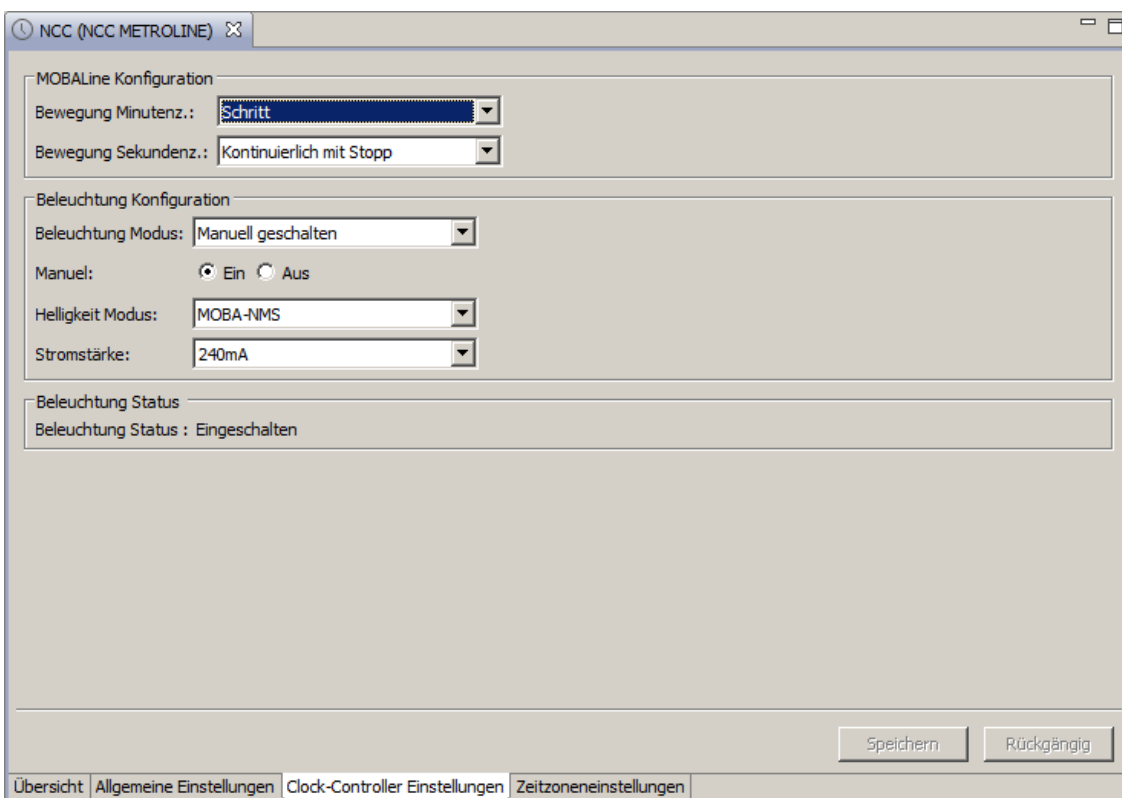 NCC (NCC METROLINE)
MOBALine Konfiguration
Bewegung Minutenz.: Schritt
Bewegung Sekundenz.: Kontinuierlich mit Stopp
Beleuchtung Konfiguration
Beleuchtung Modus: Manuell geschalten
Manuel: Ein Aus
Helligkeit Modus: MOBA-NMS
Stromstärke: 240mA
Beleuchtung Status
Beleuchtung Status : Eingeschalten
Speichern Rückgängig
Übersicht Allgemeine Einstellungen Clock-Controller Einstellungen Zeitzoneneinstellungen